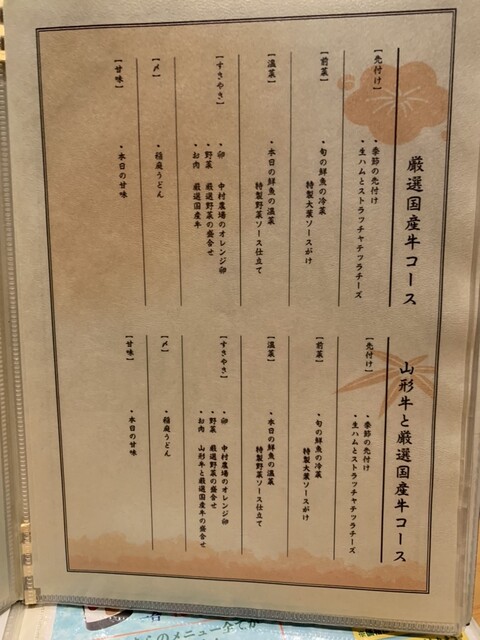 厳選国産牛コース
【先付け】
・季節の先付け
・生ハムとストラッチャテッラチーズ
【前菜】
・旬の鮮魚の冷菜
特製大葉ソースがけ
【温菜】
・本日の鮮魚の温菜
特製野菜ソース仕立て
【すきやき】
・卵　中村農場のオレンジ卵
・野菜　厳選野菜の盛合せ
・お肉　厳選国産牛
【〆】
・稲庭うどん
【甘味】
・本日の甘味
山形牛と厳選国産牛コース
【先付け】
・季節の先付け
・生ハムとストラッチャテッラチーズ
【前菜】
・旬の鮮魚の冷菜
特製大葉ソースがけ
【温菜】
・本日の鮮魚の温菜
特製野菜ソース仕立て
【すきやき】
・卵　中村農場のオレンジ卵
・野菜　厳選野菜の盛合せ
・お肉　山形牛と厳選国産牛の盛合せ
【〆】
・稲庭うどん
【甘味】
・本日の甘味
のメニュー全てが